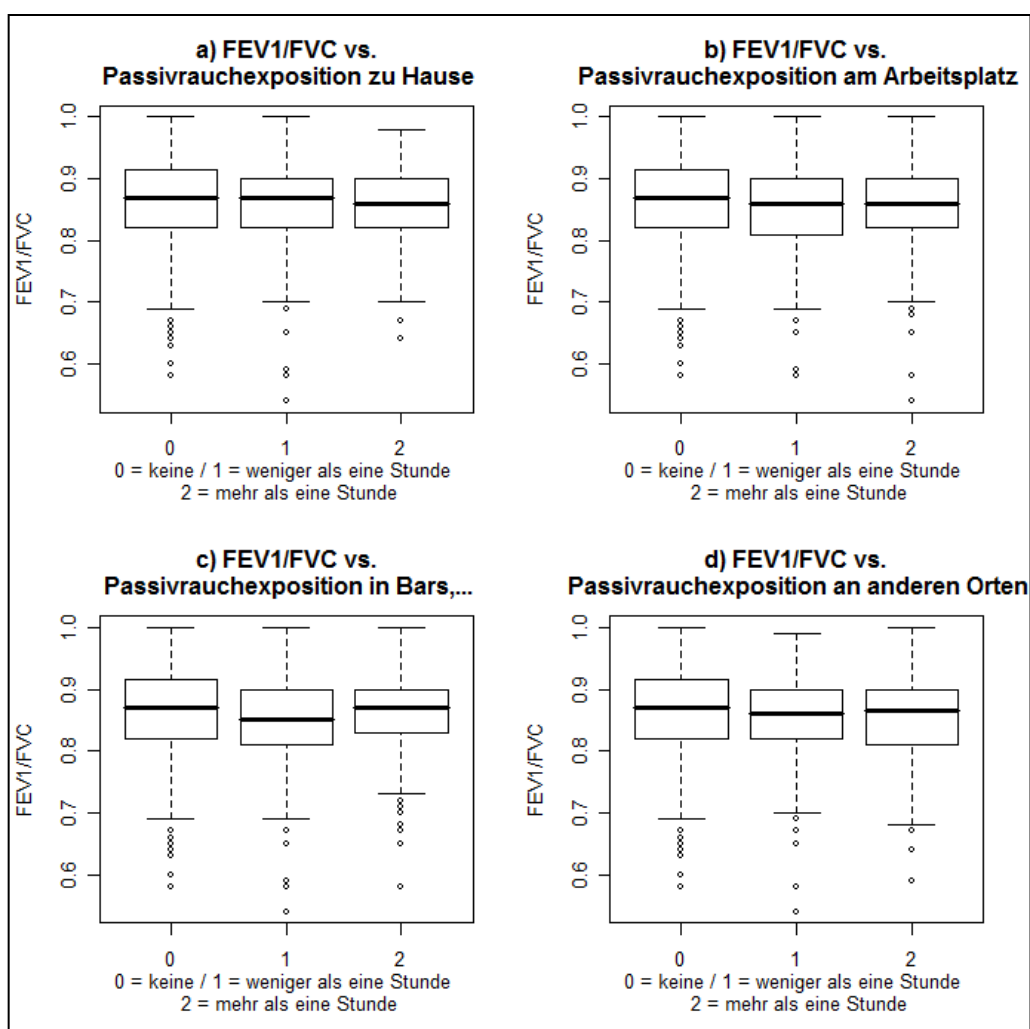 a) FEV1/FVC vs.
Passivrauchexposition zu Hause
FEV1/FVC
1.0
0.9
0.8
0.7
0.6
0 1 2
0 = keine / 1 = weniger als eine Stunde
2 = mehr als eine Stunde
b) FEV1/FVC vs.
Passivrauchexposition am Arbeitsplatz
FEV1/FVC
1.0
0.9
0.8
0.7
0.6
0 1 2
0 = keine / 1 = weniger als eine Stunde
2 = mehr als eine Stunde
c) FEV1/FVC vs.
Passivrauchexposition in Bars,...
FEV1/FVC
1.0
0.9
0.8
0.7
0.6
0 1 2
0 = keine / 1 = weniger als eine Stunde
2 = mehr als eine Stunde
d) FEV1/FVC vs.
Passivrauchexposition an anderen Orten
FEV1/FVC
1.0
0.9
0.8
0.7
0.6
0 1 2
0 = keine / 1 = weniger als eine Stunde
2 = mehr als eine Stunde